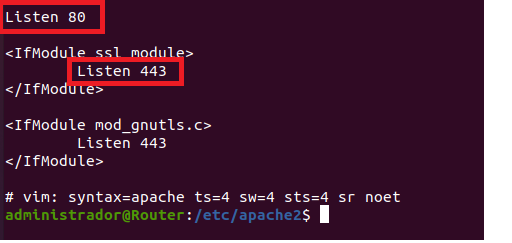 Listen 80
<IfModule ssl_module>
Listen 443
</IfModule>
<IfModule mod_gnutls.c>
Listen 443
</IfModule>
# vim: syntax=apache ts=4 sw=4 sts=4 sr noet
administrador@Router:/etc/apache2$